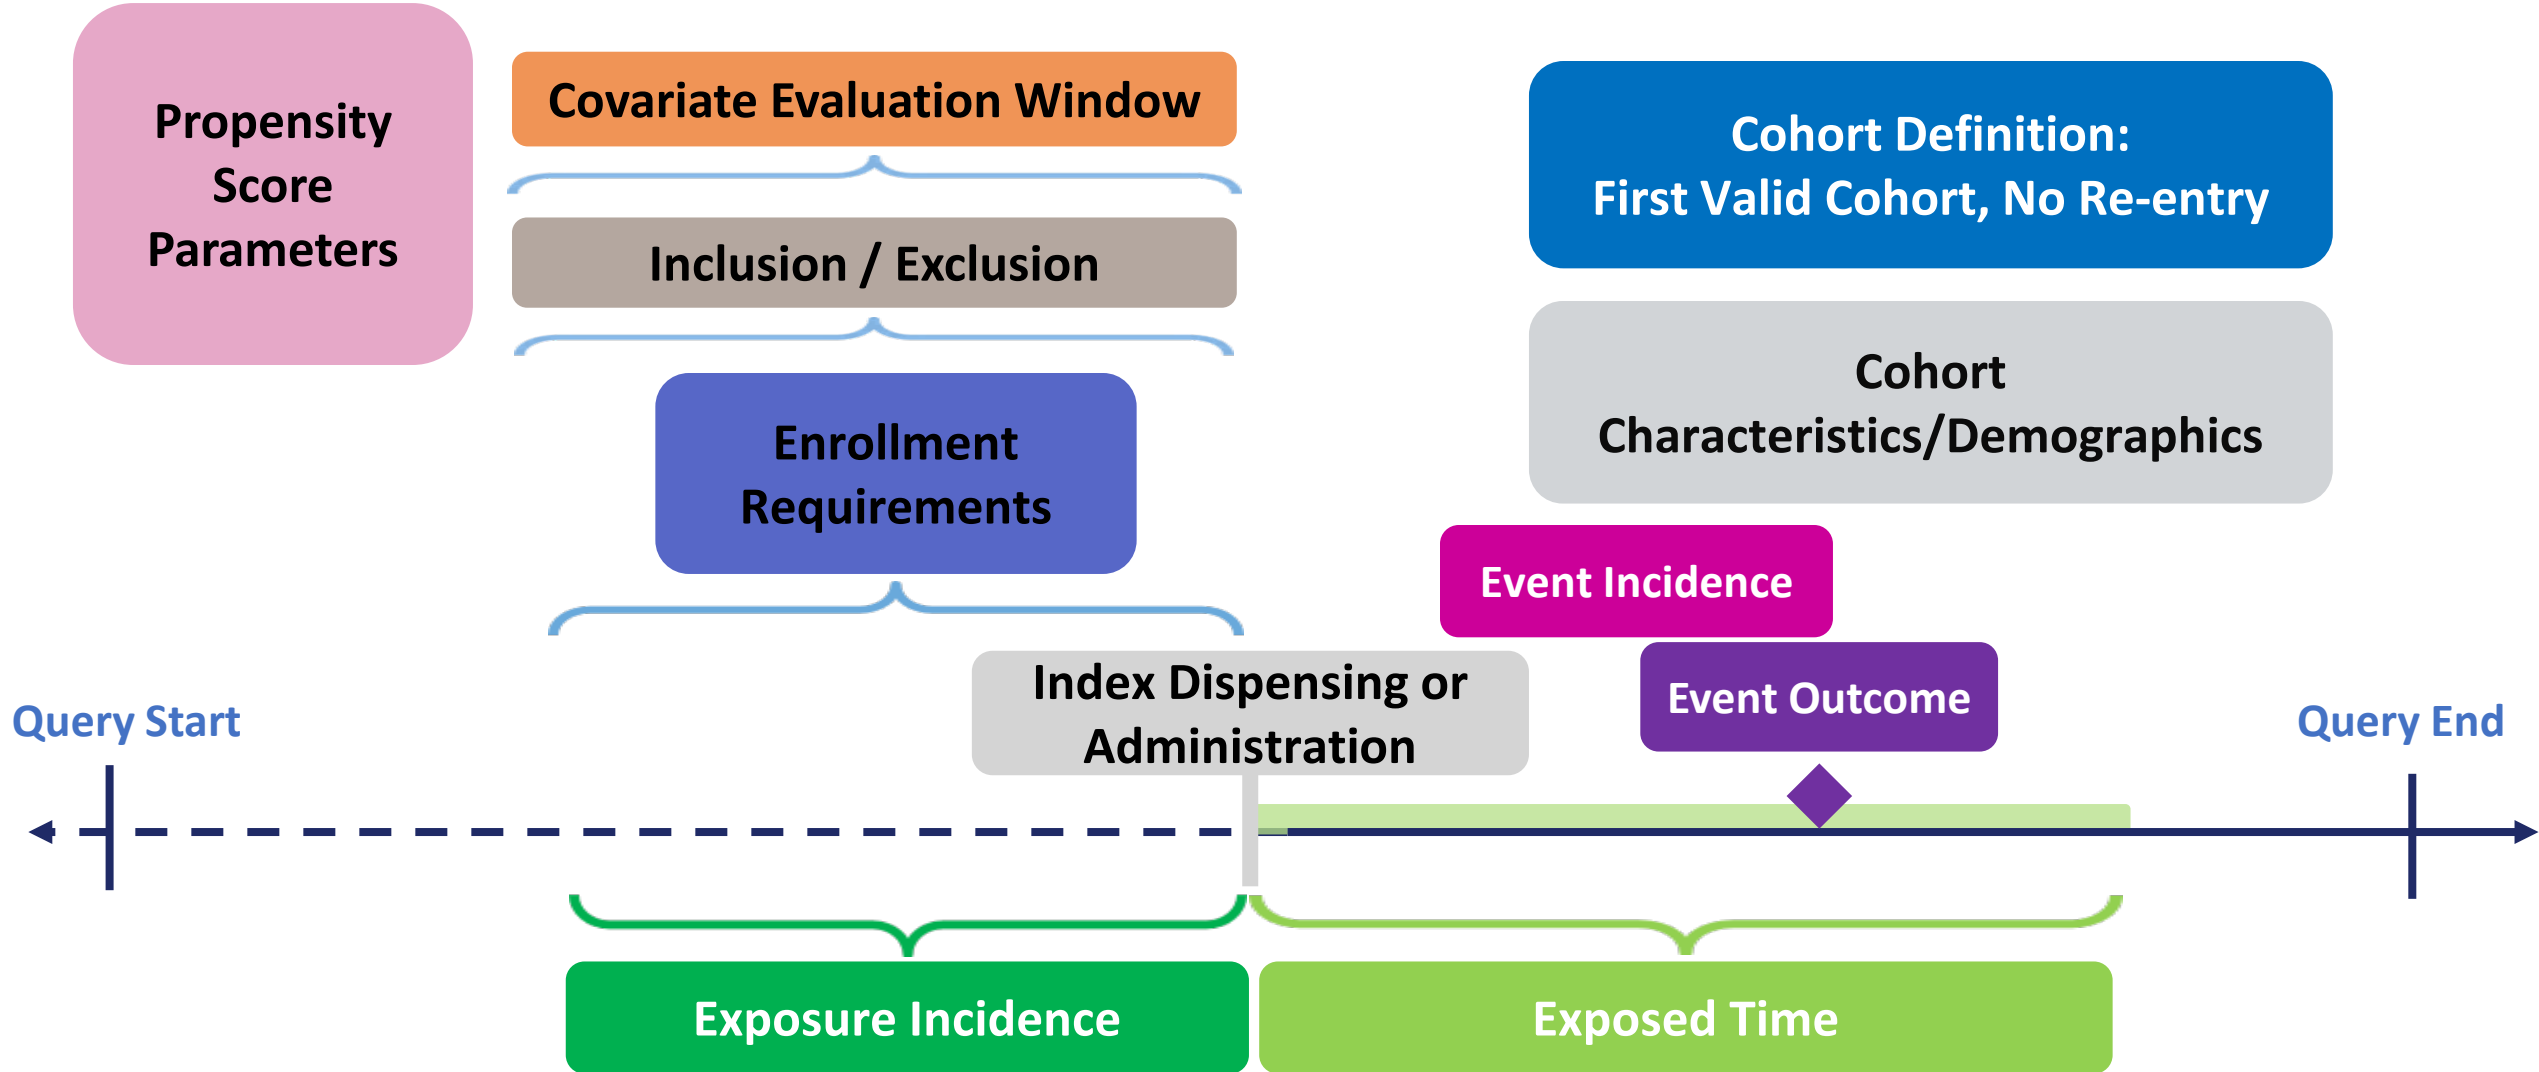 Propensity
Score
Parameters
Covariate Evaluation Window
Inclusion / Exclusion
Enrollment
Requirements
Cohort Definition:
First Valid Cohort, No Re-entry
Cohort
Characteristics/Demographics
Event Incidence
Index Dispensing or
Administration
Event Outcome
Query Start
Query End
Exposure Incidence
Exposed Time